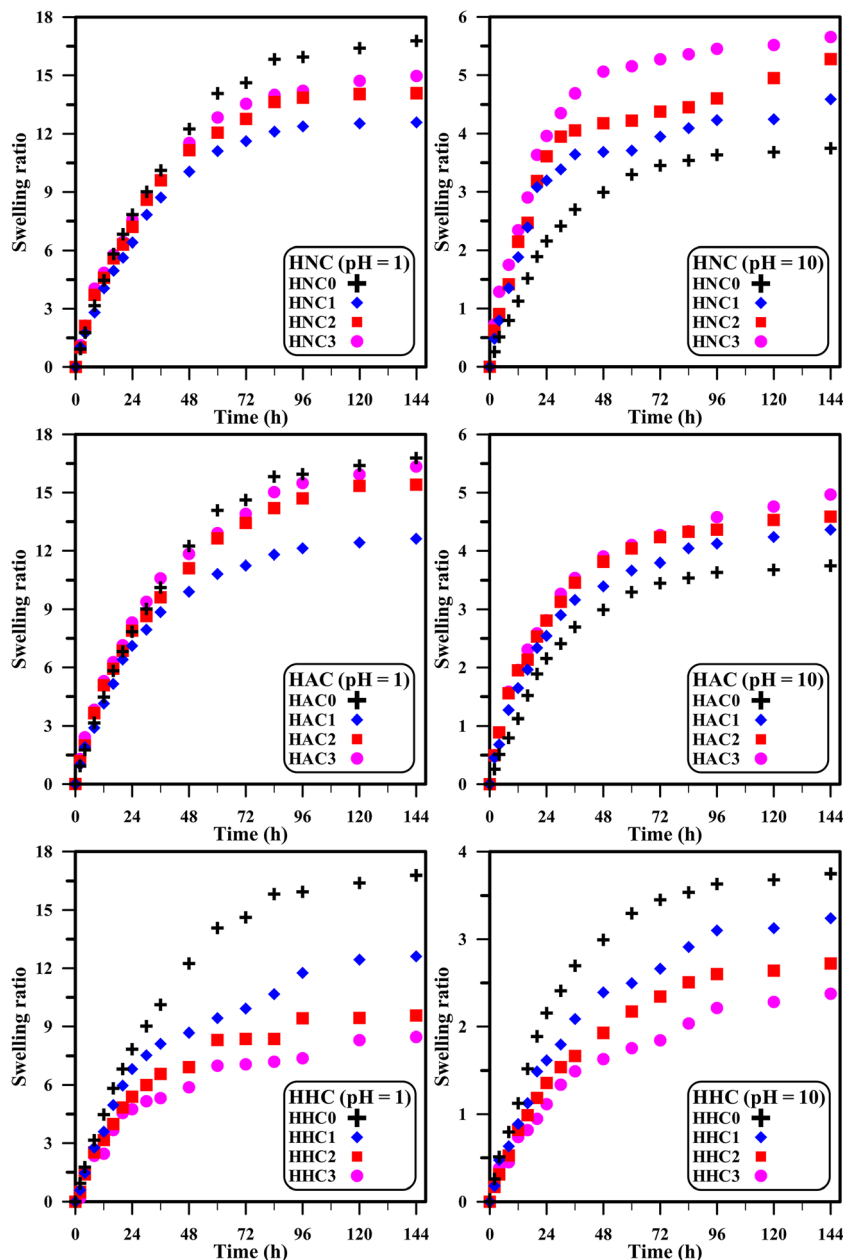 Swelling ratio
18
15
12
9
6
3
0
HNC (pH = 1)
HNC0
HNC1
HNC2
HNC3
0 24 48 72 96 120 144
Time (h)
Swelling ratio
6
5
4
3
2
1
0
HNC (pH = 10)
HNC0
HNC1
HNC2
HNC3
0 24 48 72 96 120 144
Time (h)
Swelling ratio
18
15
12
9
6
3
0
HAC (pH = 1)
HAC0
HAC1
HAC2
HAC3
0 24 48 72 96 120 144
Time (h)
Swelling ratio
6
5
4
3
2
1
0
HAC (pH = 10)
HAC0
HAC1
HAC2
HAC3
0 24 48 72 96 120 144
Time (h)
Swelling ratio
18
15
12
9
6
3
0
HHC (pH = 1)
HHC0
HHC1
HHC2
HHC3
0 24 48 72 96 120 144
Time (h)
Swelling ratio
4
3
2
1
0
HHC (pH = 10)
HHC0
HHC1
HHC2
HHC3
0 24 48 72 96 120 144
Time (h)